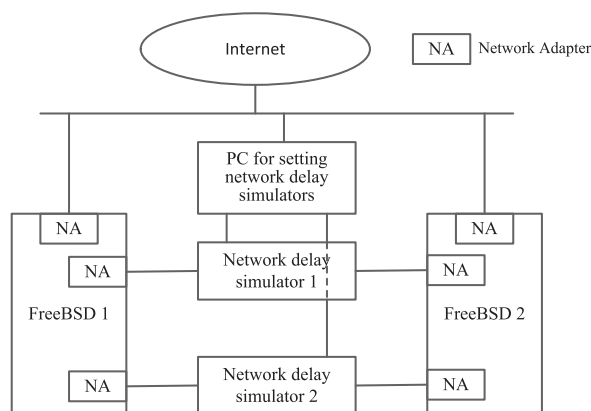 Internet
NA
Network Adapter
PC for setting
network delay
simulators
NA
NA
NA
Network delay
simulator 1
NA
FreeBSD 1
FreeBSD 2
NA
Network delay
simulator 2
NA